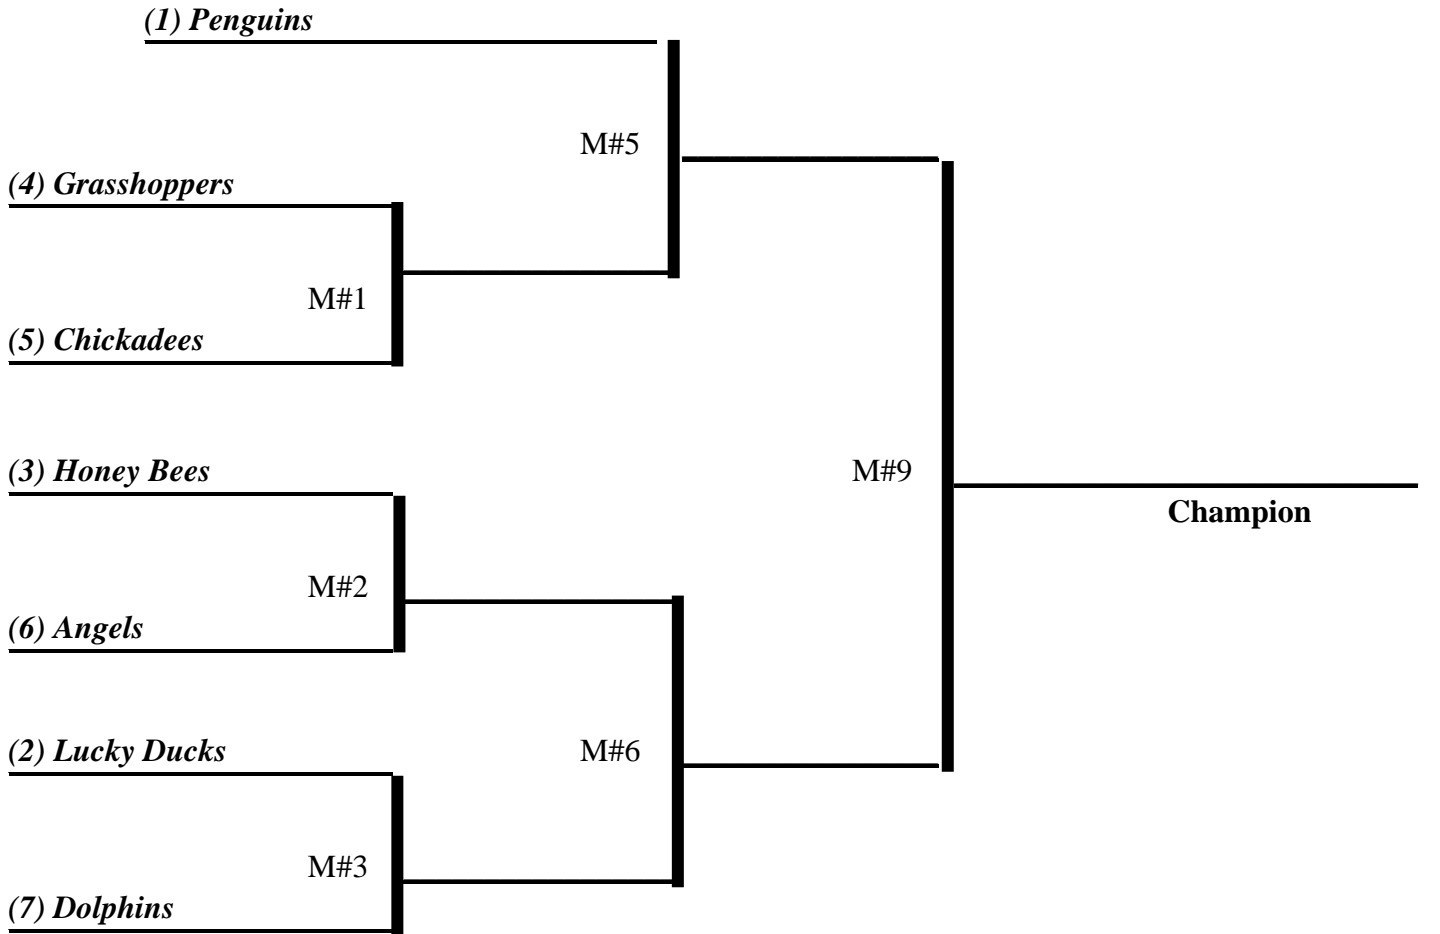 (1) Penguins
M#5
(4) Grasshoppers
M#1
(5) Chickadees
(3) Honey Bees
M#9
Champion
M#2
(6) Angels
(2) Lucky Ducks
M#6
M#3
(7) Dolphins